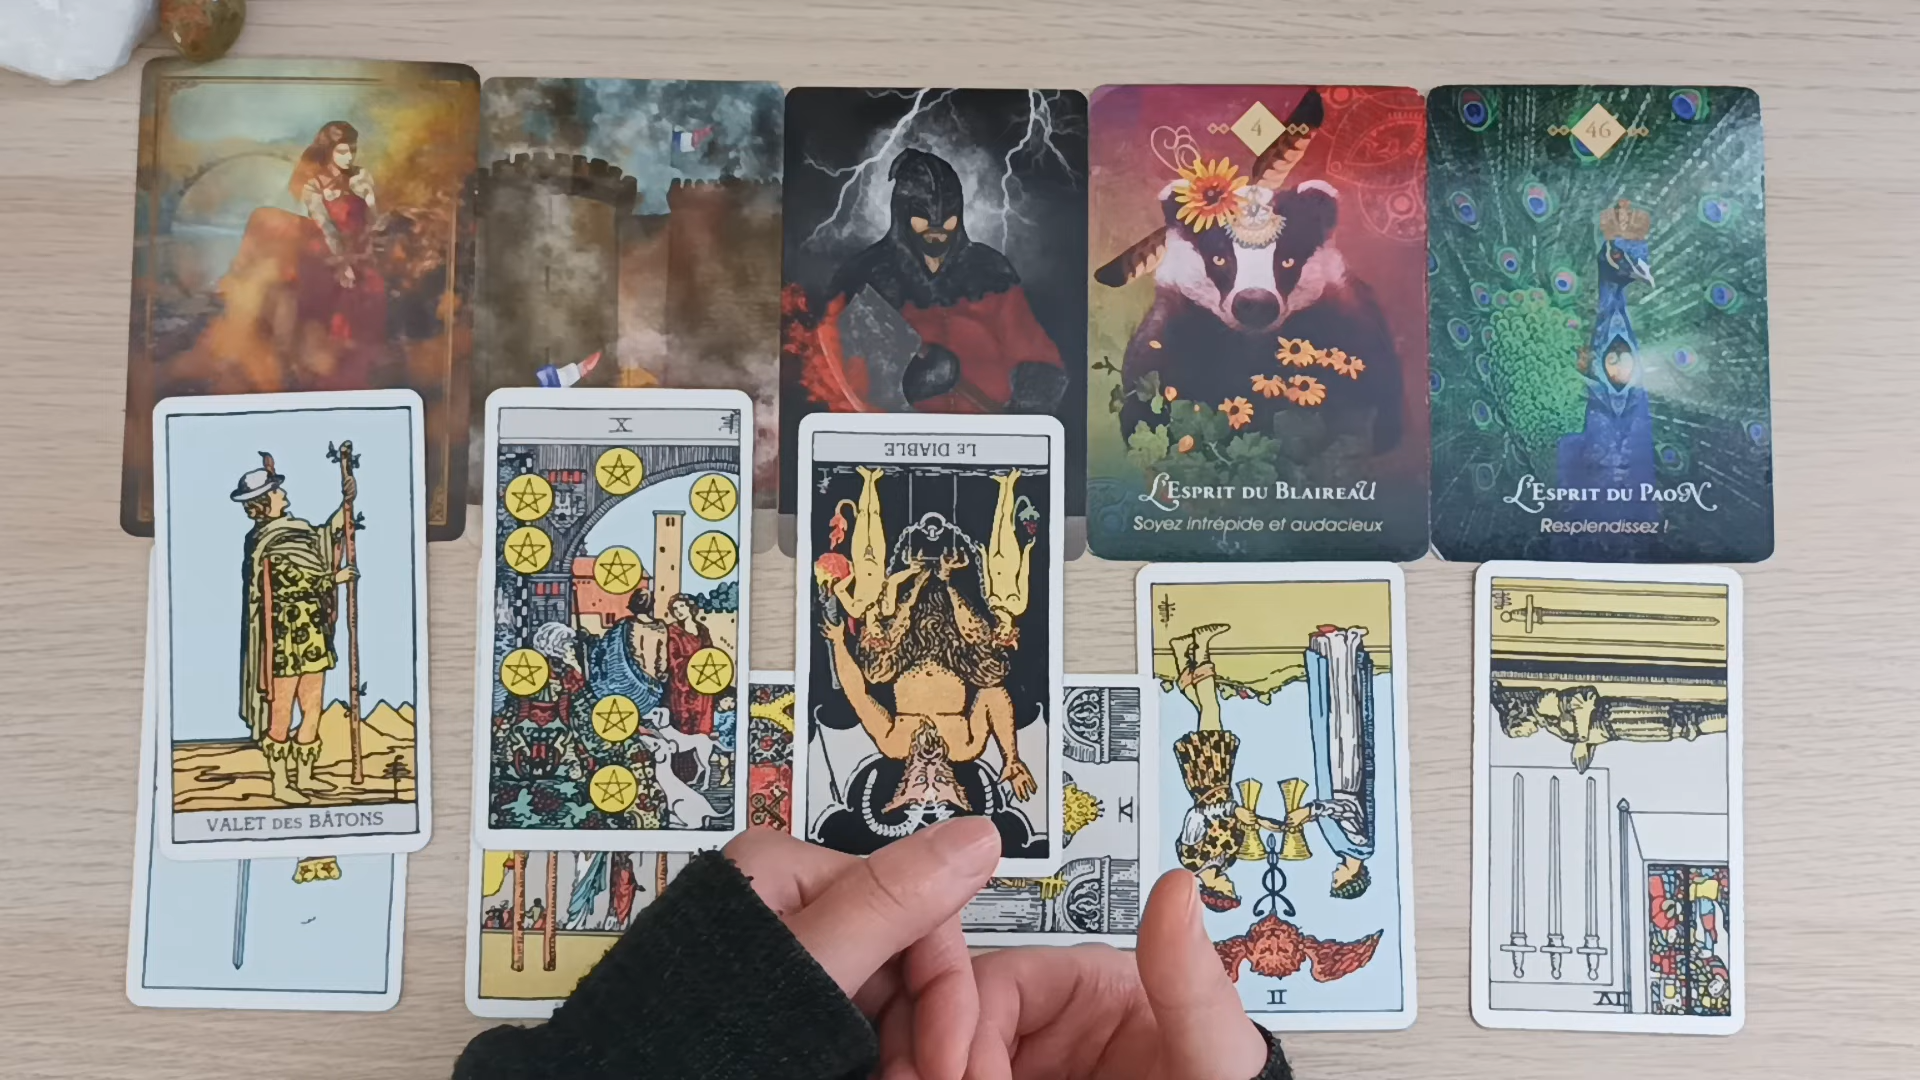 4
46
L'Esprit du Blaireau
Soyez intrépide et audacieux
L'Esprit du Paon
Resplendissez !
X
LE DIABLE
VALET DES BÂTONS
K
II
IV